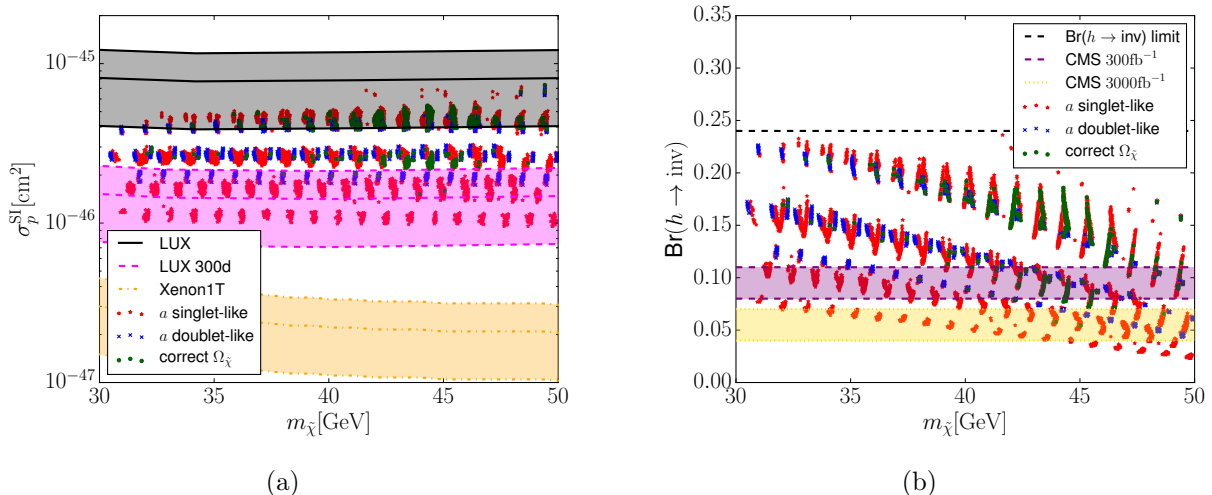 10⁻⁴⁵
10⁻⁴⁶
10⁻⁴⁷
σₚˢᴵ[cm²]
LUX
LUX 300d
Xenon1T
a singlet-like
a doublet-like
correct Ω_χ̃
30 35 40 45 50
m_χ̃[GeV]
(a)
0.35
0.30
0.25
0.20
0.15
0.10
0.05
0.00
Br(h → inv)
Br(h → inv) limit
CMS 300fb⁻¹
CMS 3000fb⁻¹
a singlet-like
a doublet-like
correct Ω_χ̃
30 35 40 45 50
m_χ̃[GeV]
(b)